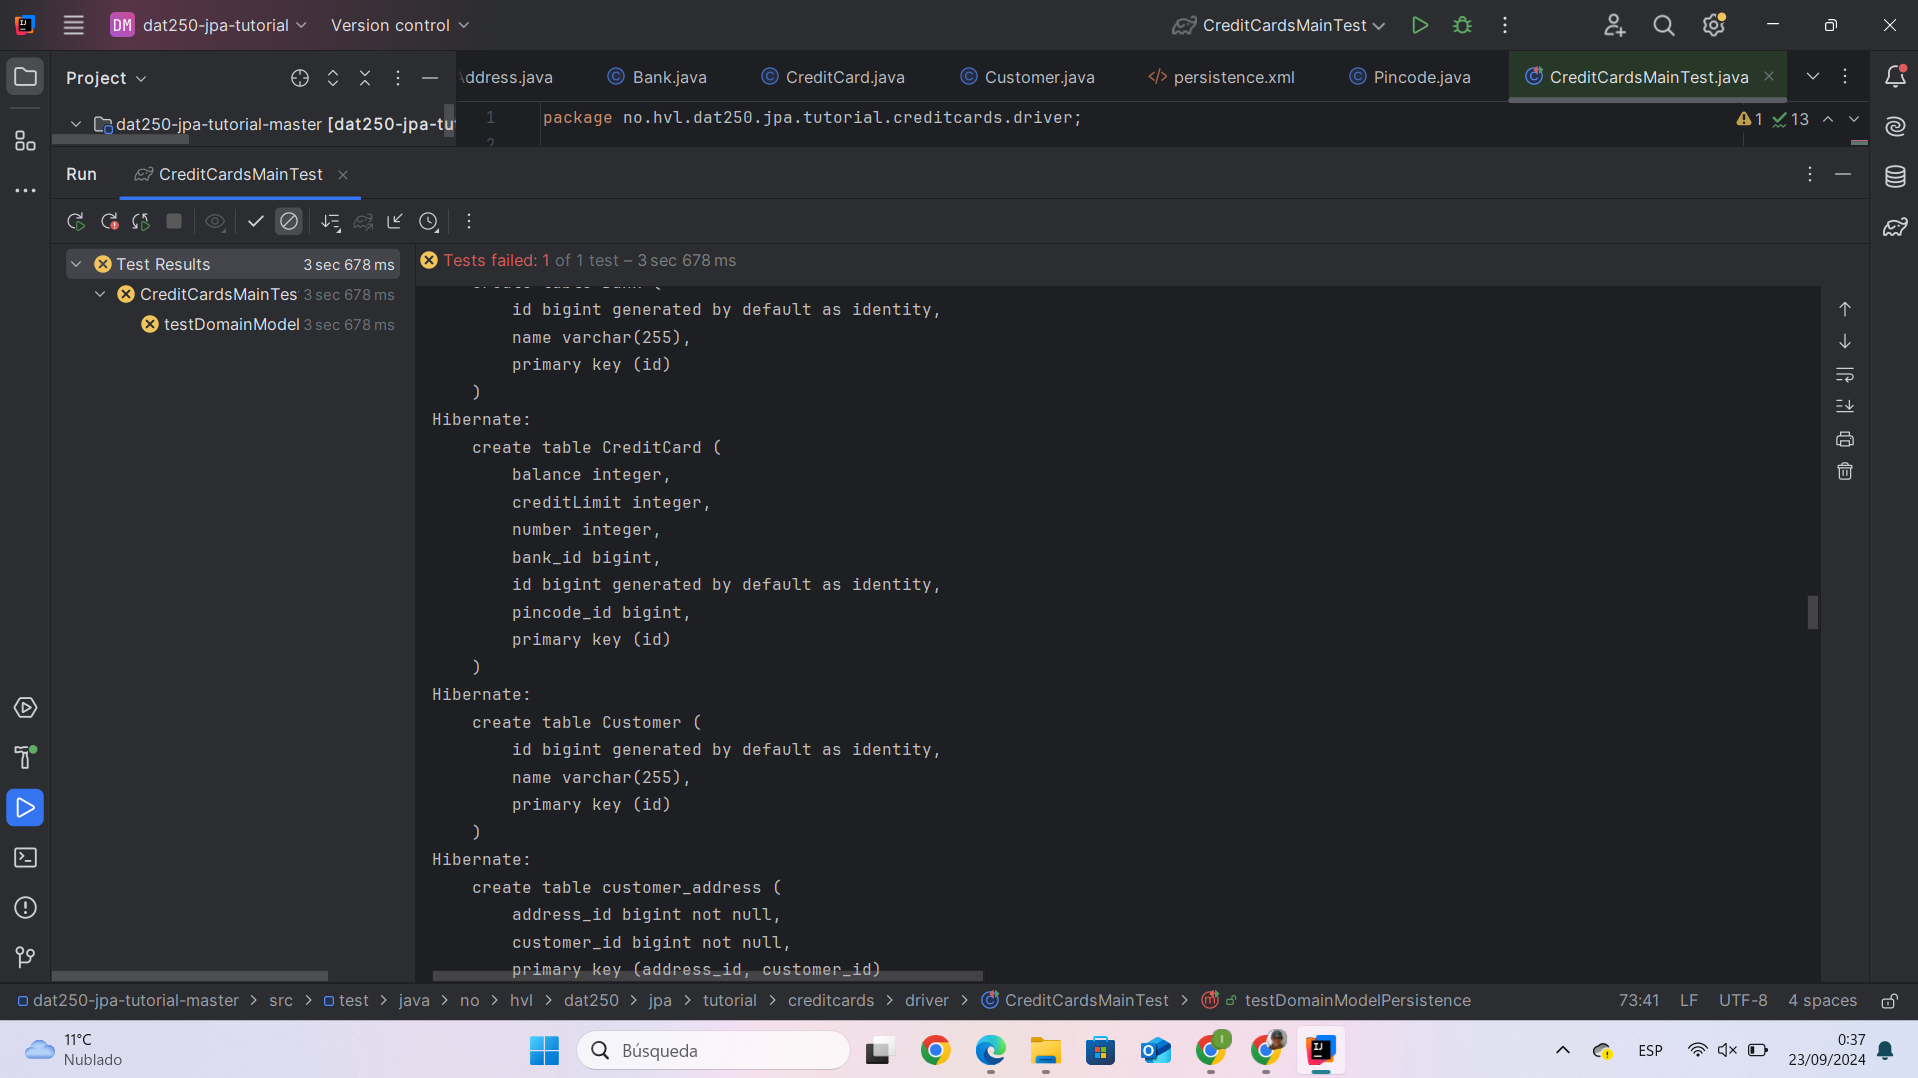 DM dat250-jpa-tutorial Version control CreditCardsMainTest
Project
ddress.java Bank.java CreditCard.java Customer.java persistence.xml Pincode.java CreditCardsMainTest.java
dat250-jpa-tutorial-master [dat250-jpa-tu
1 package no.hvl.dat250.jpa.tutorial.creditcards.driver; 1 13
2
Run CreditCardsMainTest
Test Results 3 sec 678 ms
CreditCardsMainTes 3 sec 678 ms
testDomainModel 3 sec 678 ms
Tests failed: 1 of 1 test – 3 sec 678 ms
create table Bank (
id bigint generated by default as identity,
name varchar(255),
primary key (id)
)
Hibernate:
create table CreditCard (
balance integer,
creditLimit integer,
number integer,
bank_id bigint,
id bigint generated by default as identity,
pincode_id bigint,
primary key (id)
)
Hibernate:
create table Customer (
id bigint generated by default as identity,
name varchar(255),
primary key (id)
)
Hibernate:
create table customer_address (
address_id bigint not null,
customer_id bigint not null,
primary key (address_id, customer_id)
dat250-jpa-tutorial-master > src > test > java > no > hvl > dat250 > jpa > tutorial > creditcards > driver > CreditCardsMainTest > testDomainModelPersistence 73:41 LF UTF-8 4 spaces
11°C
Nublado
Búsqueda
ESP
0:37
23/09/2024